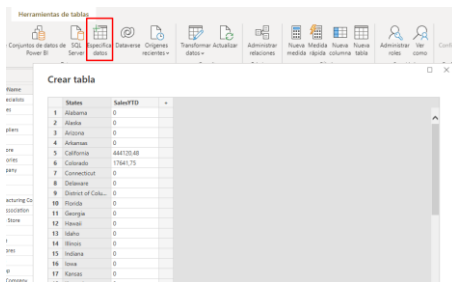 Herramientas de tablas
Conjuntos de datos de Power BI
SQL Server
Especifica datos
Dataverse
Orígenes recientes
Transformar datos
Actualizar
Administrar relaciones
Nueva medida
Medida rápida
Nueva columna
Nueva tabla
Administrar roles
Ver como
Crear tabla
States SalesYTD +
1 Alabama 0
2 Alaska 0
3 Arizona 0
4 Arkansas 0
5 California 444120,48
6 Colorado 17641,75
7 Connecticut 0
8 Delaware 0
9 District of Colu... 0
10 Florida 0
11 Georgia 0
12 Hawaii 0
13 Idaho 0
14 Illinois 0
15 Indiana 0
16 Iowa 0
17 Kansas 0